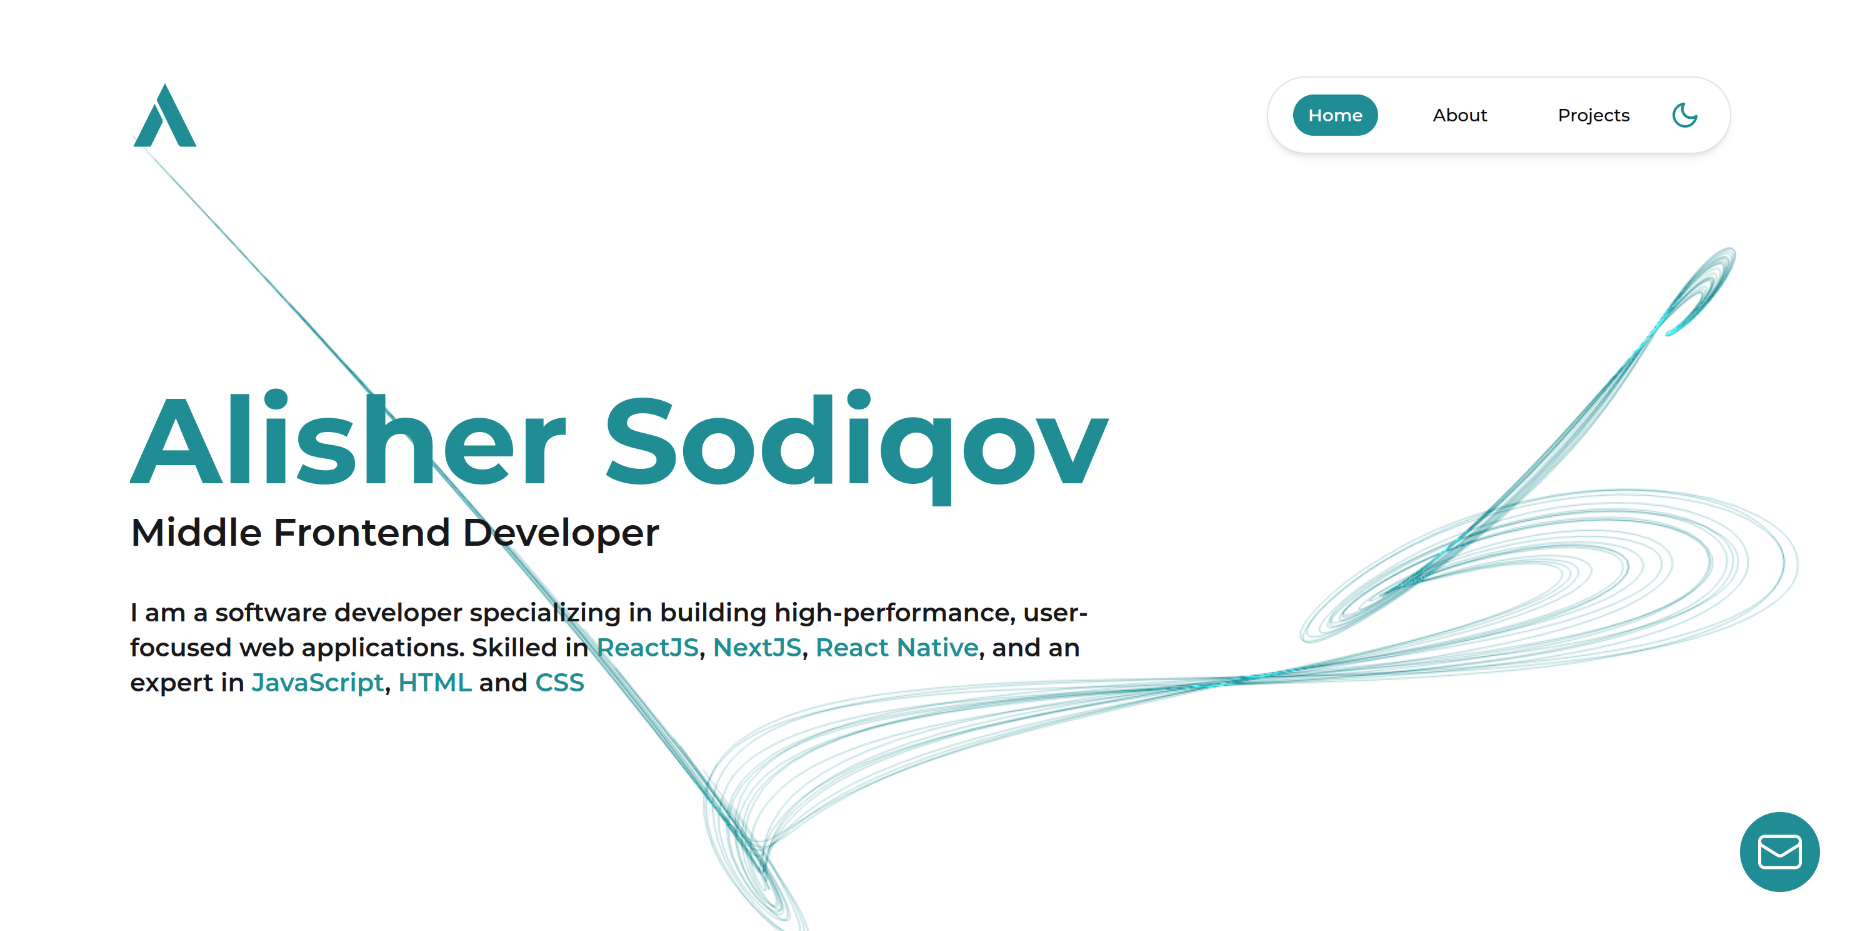 Home About Projects
Alisher Sodiqov
Middle Frontend Developer
I am a software developer specializing in building high-performance, user-
focused web applications. Skilled in ReactJS, NextJS, React Native, and an
expert in JavaScript, HTML and CSS